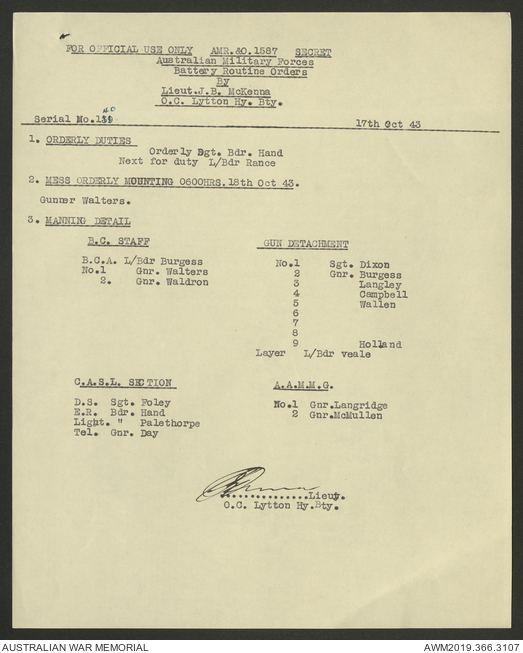 FOR OFFICIAL USE ONLY   AMR.&O.1587   SECRET
Australian Military Forces
Battery Routine Orders
By
Lieut.J.B. McKenna
O.C. Lytton Hy. Bty.
Serial No.139 40   17th Oct 43
1. ORDERLY DUTIES
Orderly Sgt. Bdr. Hand
Next for duty L/Bdr Rance
2. MESS ORDERLY MOUNTING 0600HRS. 18th Oct 43.
Gunner Walters.
3. MANNING DETAIL
B.C. STAFF   GUN DETACHMENT
B.C.A. L/Bdr Burgess   No.1 Sgt. Dixon
No.1 Gnr. Walters   2 Gnr. Burgess
2. Gnr. Waldron   3 Langley
4 Campbell
5 Wallen
6
7
8
9 Holland
Layer L/Bdr veale
C.A.S.L. SECTION   A.A.M.M.G.
D.S. Sgt. Foley   No.1 Gnr.Langridge
E.R. Bdr. Hand   2 Gnr.McMullen
Light. " Palethorpe
Tel. Gnr. Day
..............Lieut.
O.C. Lytton Hy.Bty.
AUSTRALIAN WAR MEMORIAL   AWM2019.366.3107